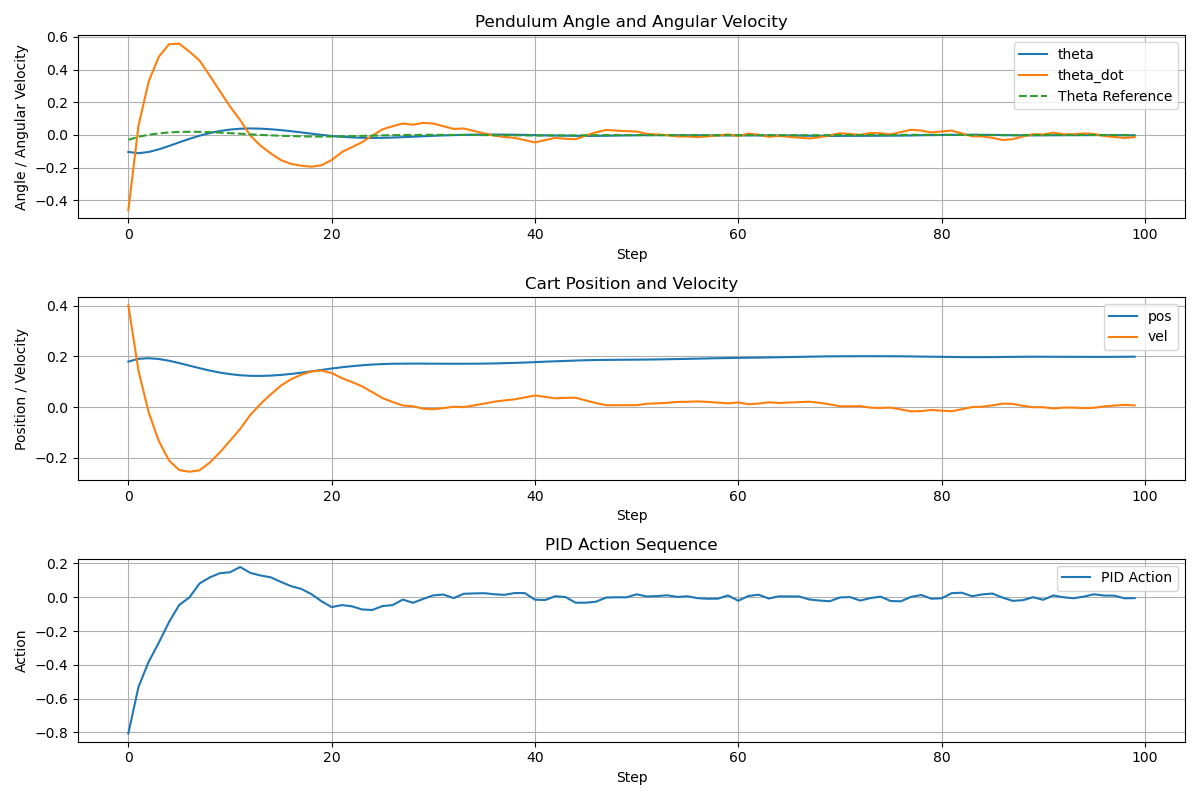 Pendulum Angle and Angular Velocity
Angle / Angular Velocity
0.6
0.4
0.2
0.0
−0.2
−0.4
theta
theta_dot
Theta Reference
0 20 40 60 80 100
Step
Cart Position and Velocity
Position / Velocity
0.4
0.2
0.0
−0.2
pos
vel
0 20 40 60 80 100
Step
PID Action Sequence
Action
0.2
0.0
−0.2
−0.4
−0.6
−0.8
PID Action
0 20 40 60 80 100
Step